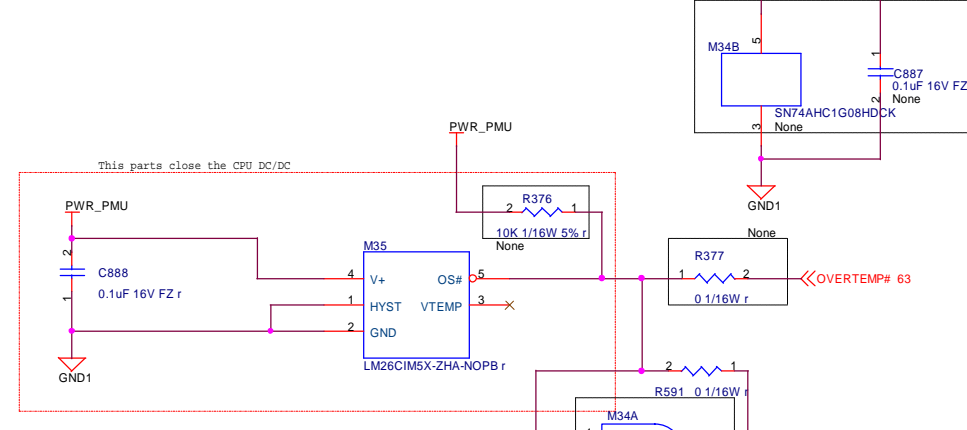 5
M34B
1
C887
0.1uF 16V FZ
2
None
SN74AHC1G08HDCK
3
None
PWR_PMU
This parts close the CPU DC/DC
GND1
PWR_PMU
R376
2
1
10K 1/16W 5% r
None
None
2
C888
0.1uF 16V FZ r
1
M35
R377
4
V+
OS#
5
1
2
OVERTEMP# 63
1
HYST
VTEMP
3
0 1/16W r
2
GND
GND1
LM26CIM5X-ZHA-NOPB r
2
1
R591 0 1/16W r
M34A